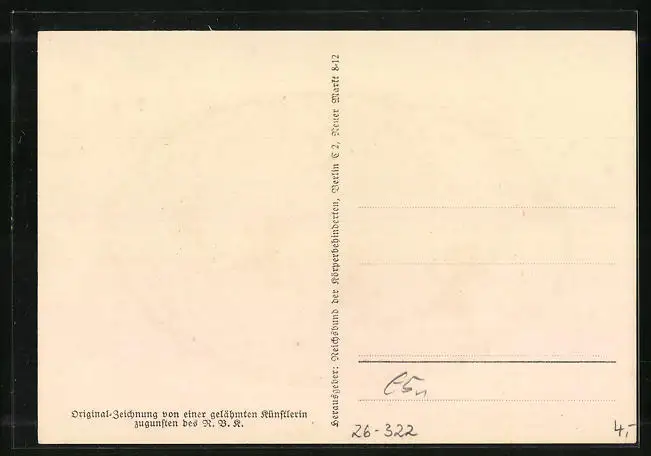 Original-Zeichnung von einer gelähmten Künstlerin
zugunsten des R. B. K.
Herausgeber: Reichsbund der Körperbehinderten, Berlin C 2, Neuer Markt 8-12
26-322
4,-